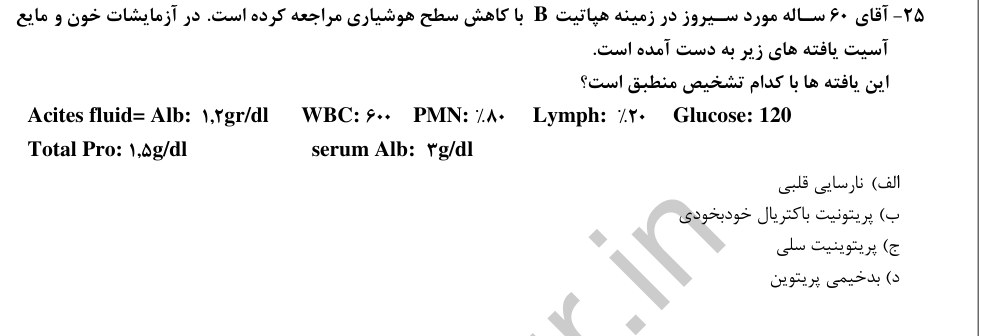 ۲۵- آقای ۶۰ ساله مورد سیروز در زمینه هپاتیت B با کاهش سطح هوشیاری مراجعه کرده است. در آزمایشات خون و مایع
آسیت یافته های زیر به دست آمده است.
این یافته ها با کدام تشخیص منطبق است؟
Acites fluid= Alb: ۱,۲gr/dl WBC: ۶۰۰ PMN: ٪۸۰ Lymph: ٪۲۰ Glucose: 120
Total Pro: ۱,۵g/dl serum Alb: ۳g/dl
الف) نارسایی قلبی
ب) پریتونیت باکتریال خودبخودی
ج) پریتوینیت سلی
د) بدخیمی پریتوین
r.in